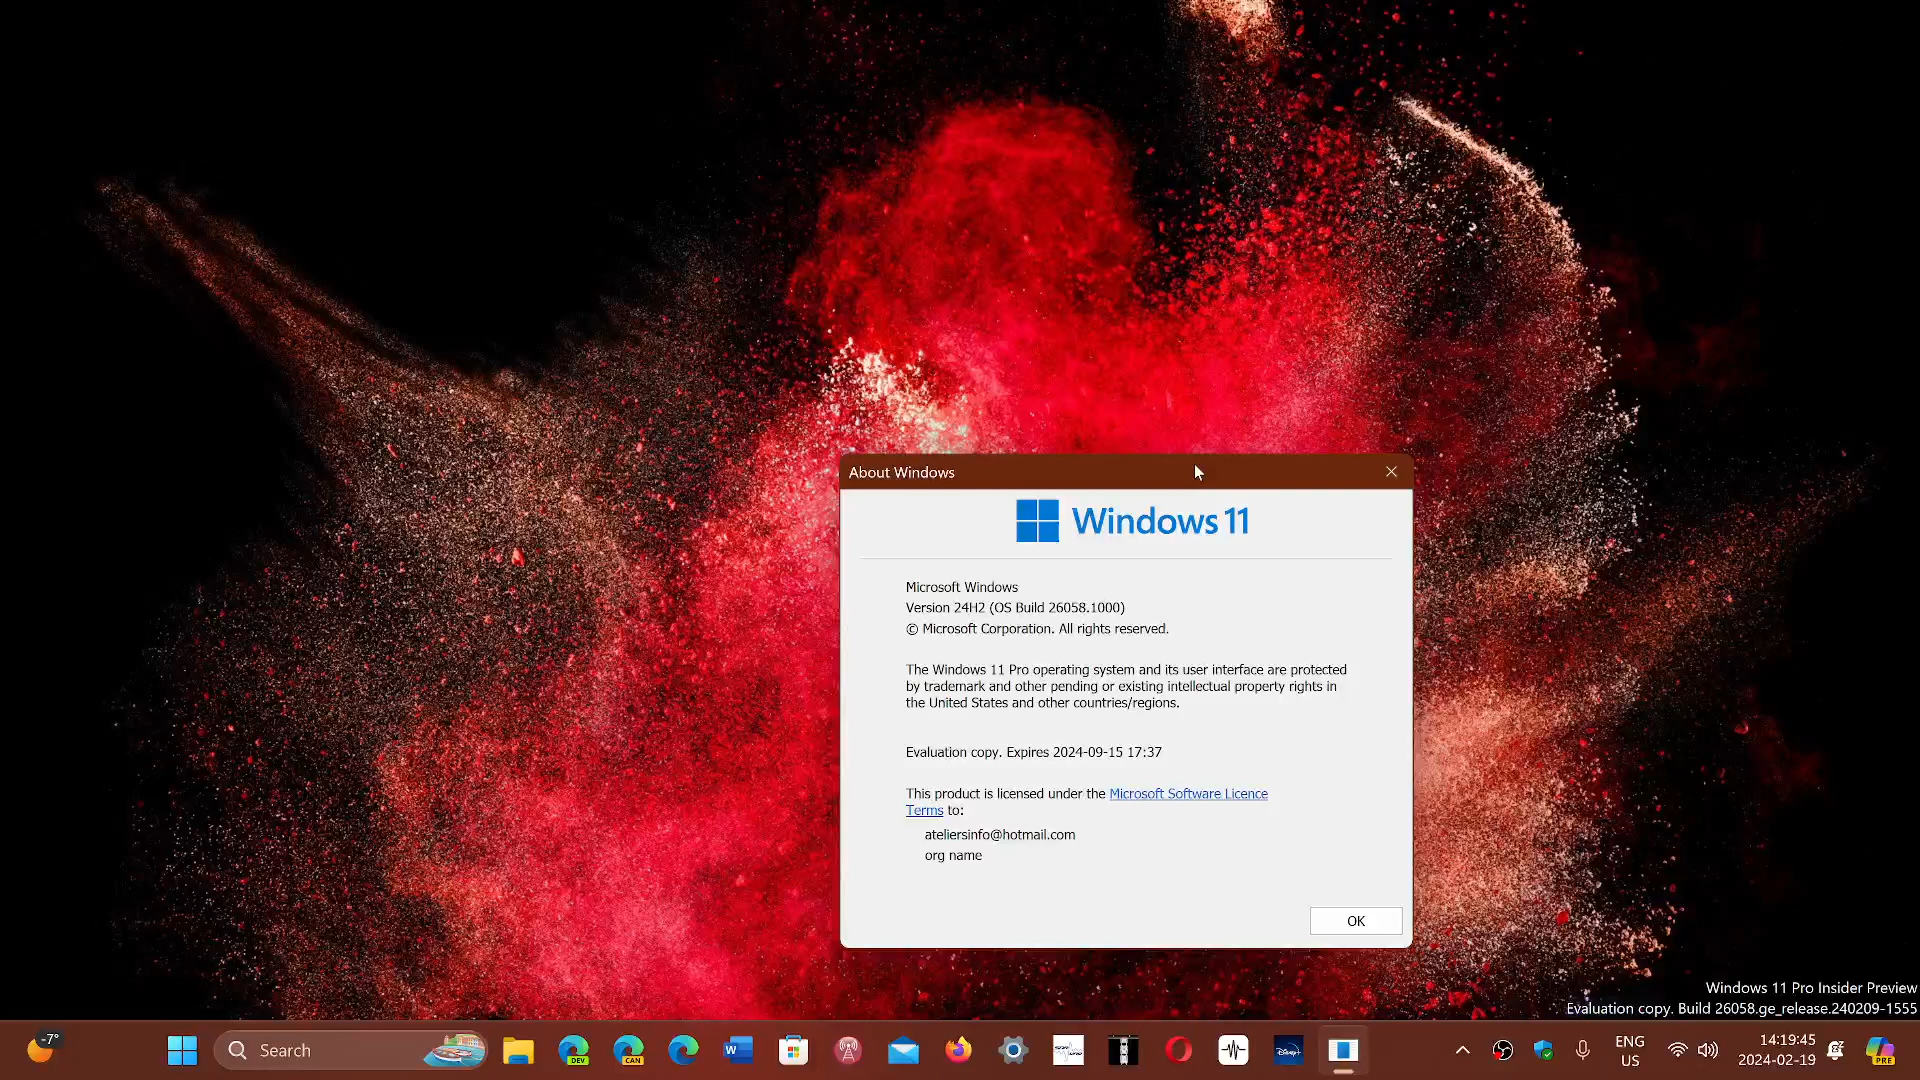 About Windows
Windows 11
Microsoft Windows
Version 24H2 (OS Build 26058.1000)
© Microsoft Corporation. All rights reserved.
The Windows 11 Pro operating system and its user interface are protected
by trademark and other pending or existing intellectual property rights in
the United States and other countries/regions.
Evaluation copy. Expires 2024-09-15 17:37
This product is licensed under the Microsoft Software Licence
Terms to:
ateliersinfo@hotmail.com
org name
OK
Windows 11 Pro Insider Preview
Evaluation copy. Build 26058.ge_release.240209-1555
-7°
Search
DEV
CAN
W
Disney+
ENG
US
14:19:45
2024-02-19
PRE